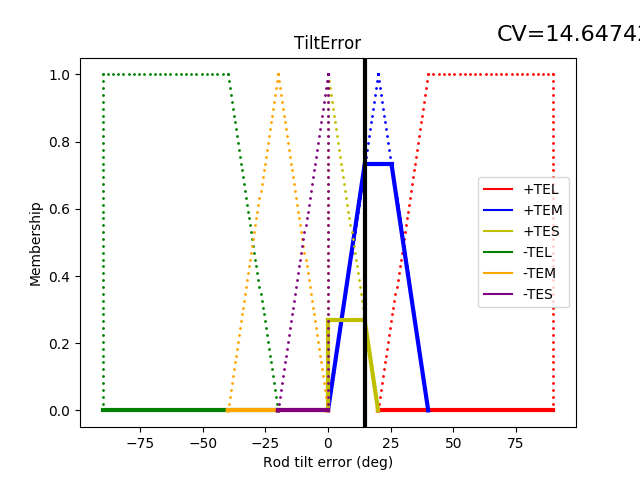 CV=14.6474
TiltError
1.0
0.8
0.6
0.4
0.2
0.0
Membership
+TEL
+TEM
+TES
-TEL
-TEM
-TES
−75
−50
−25
0
25
50
75
Rod tilt error (deg)